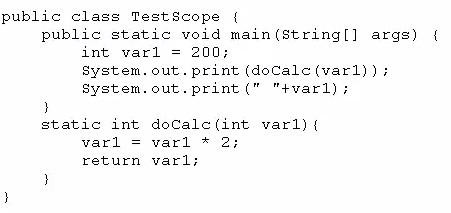 public class TestScope {
    public static void main(String[] args) {
        int var1 = 200;
        System.out.print(doCalc(var1));
        System.out.print(" "+var1);
    }
    static int doCalc(int var1){
        var1 = var1 * 2;
        return var1;
    }
}